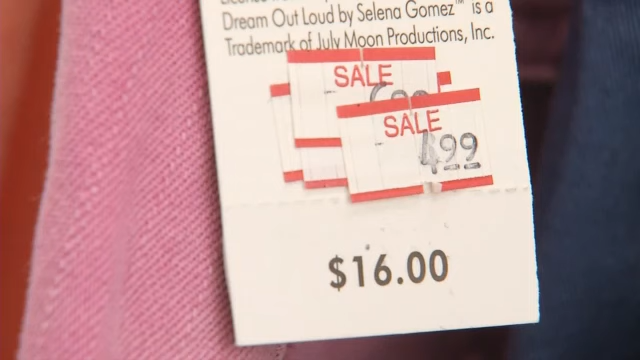 Dream Out Loud by Selena Gomez™ is a
Trademark of July Moon Productions, Inc.
SALE
SALE
4.99
$16.00